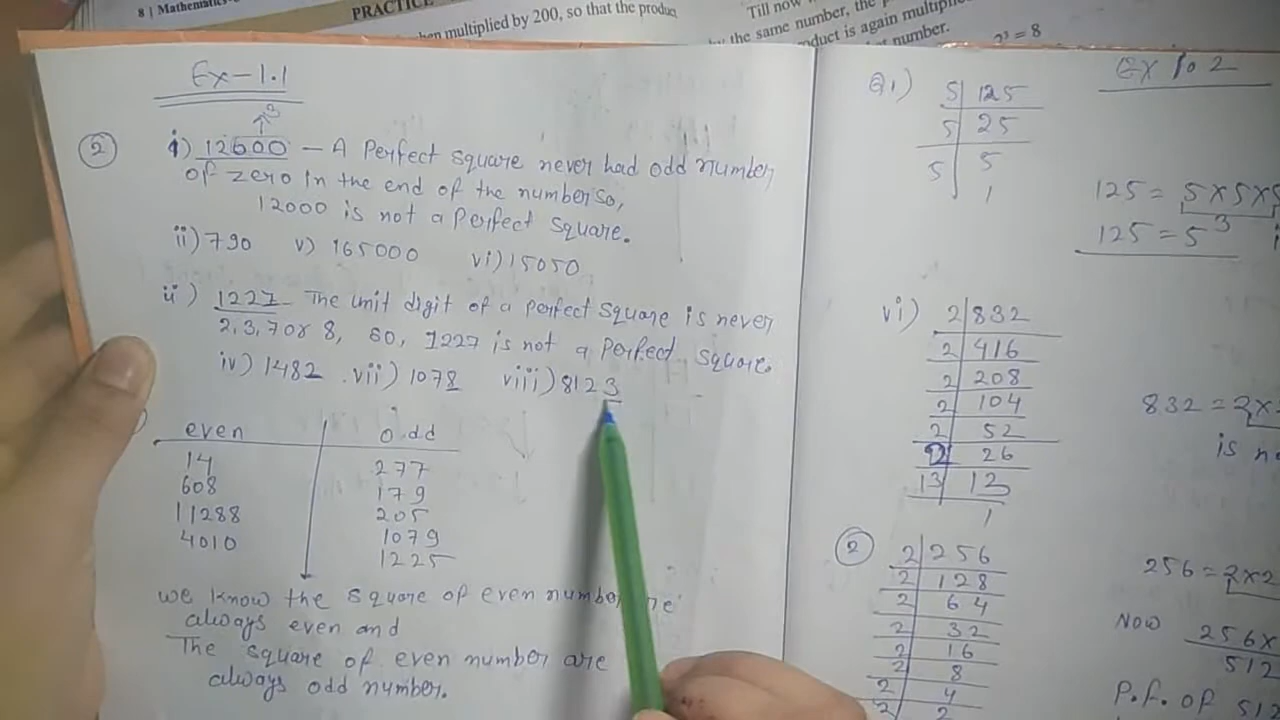 8 | Mathematics-
PRACTICE
when multiplied by 200, so that the product
Till now
the same number, the
product is again multipl
number.
2³ = 8
Ex-1.1
3
2 i) 12000 - A Perfect square never had odd number
of zero in the end of the number so,
12000 is not a perfect square.
ii) 790 v) 165000 vi) 15050
ii) 1227 The unit digit of a perfect square is never
2, 3, 7 or 8, so, 1227 is not a perfect square.
iv) 1482 vii) 1078 viii) 8123
even odd
14 277
608 179
11288 205
4010 1079
1225
we know the square of even number
always even and
The square of even number are
always odd number.
Ex 1.2
Q1) 5 125
5 25
5 5
1
125 = 5×5×5
125 = 5³
vi) 2 832
2 416
2 208
2 104
2 52
2 26
13 13
1
832 = 2×
is n
2 2 256
2 128
2 64
2 32
2 16
2 8
2 4
2 2
256 = 2×2
Now 256×
512
P.f. of 512